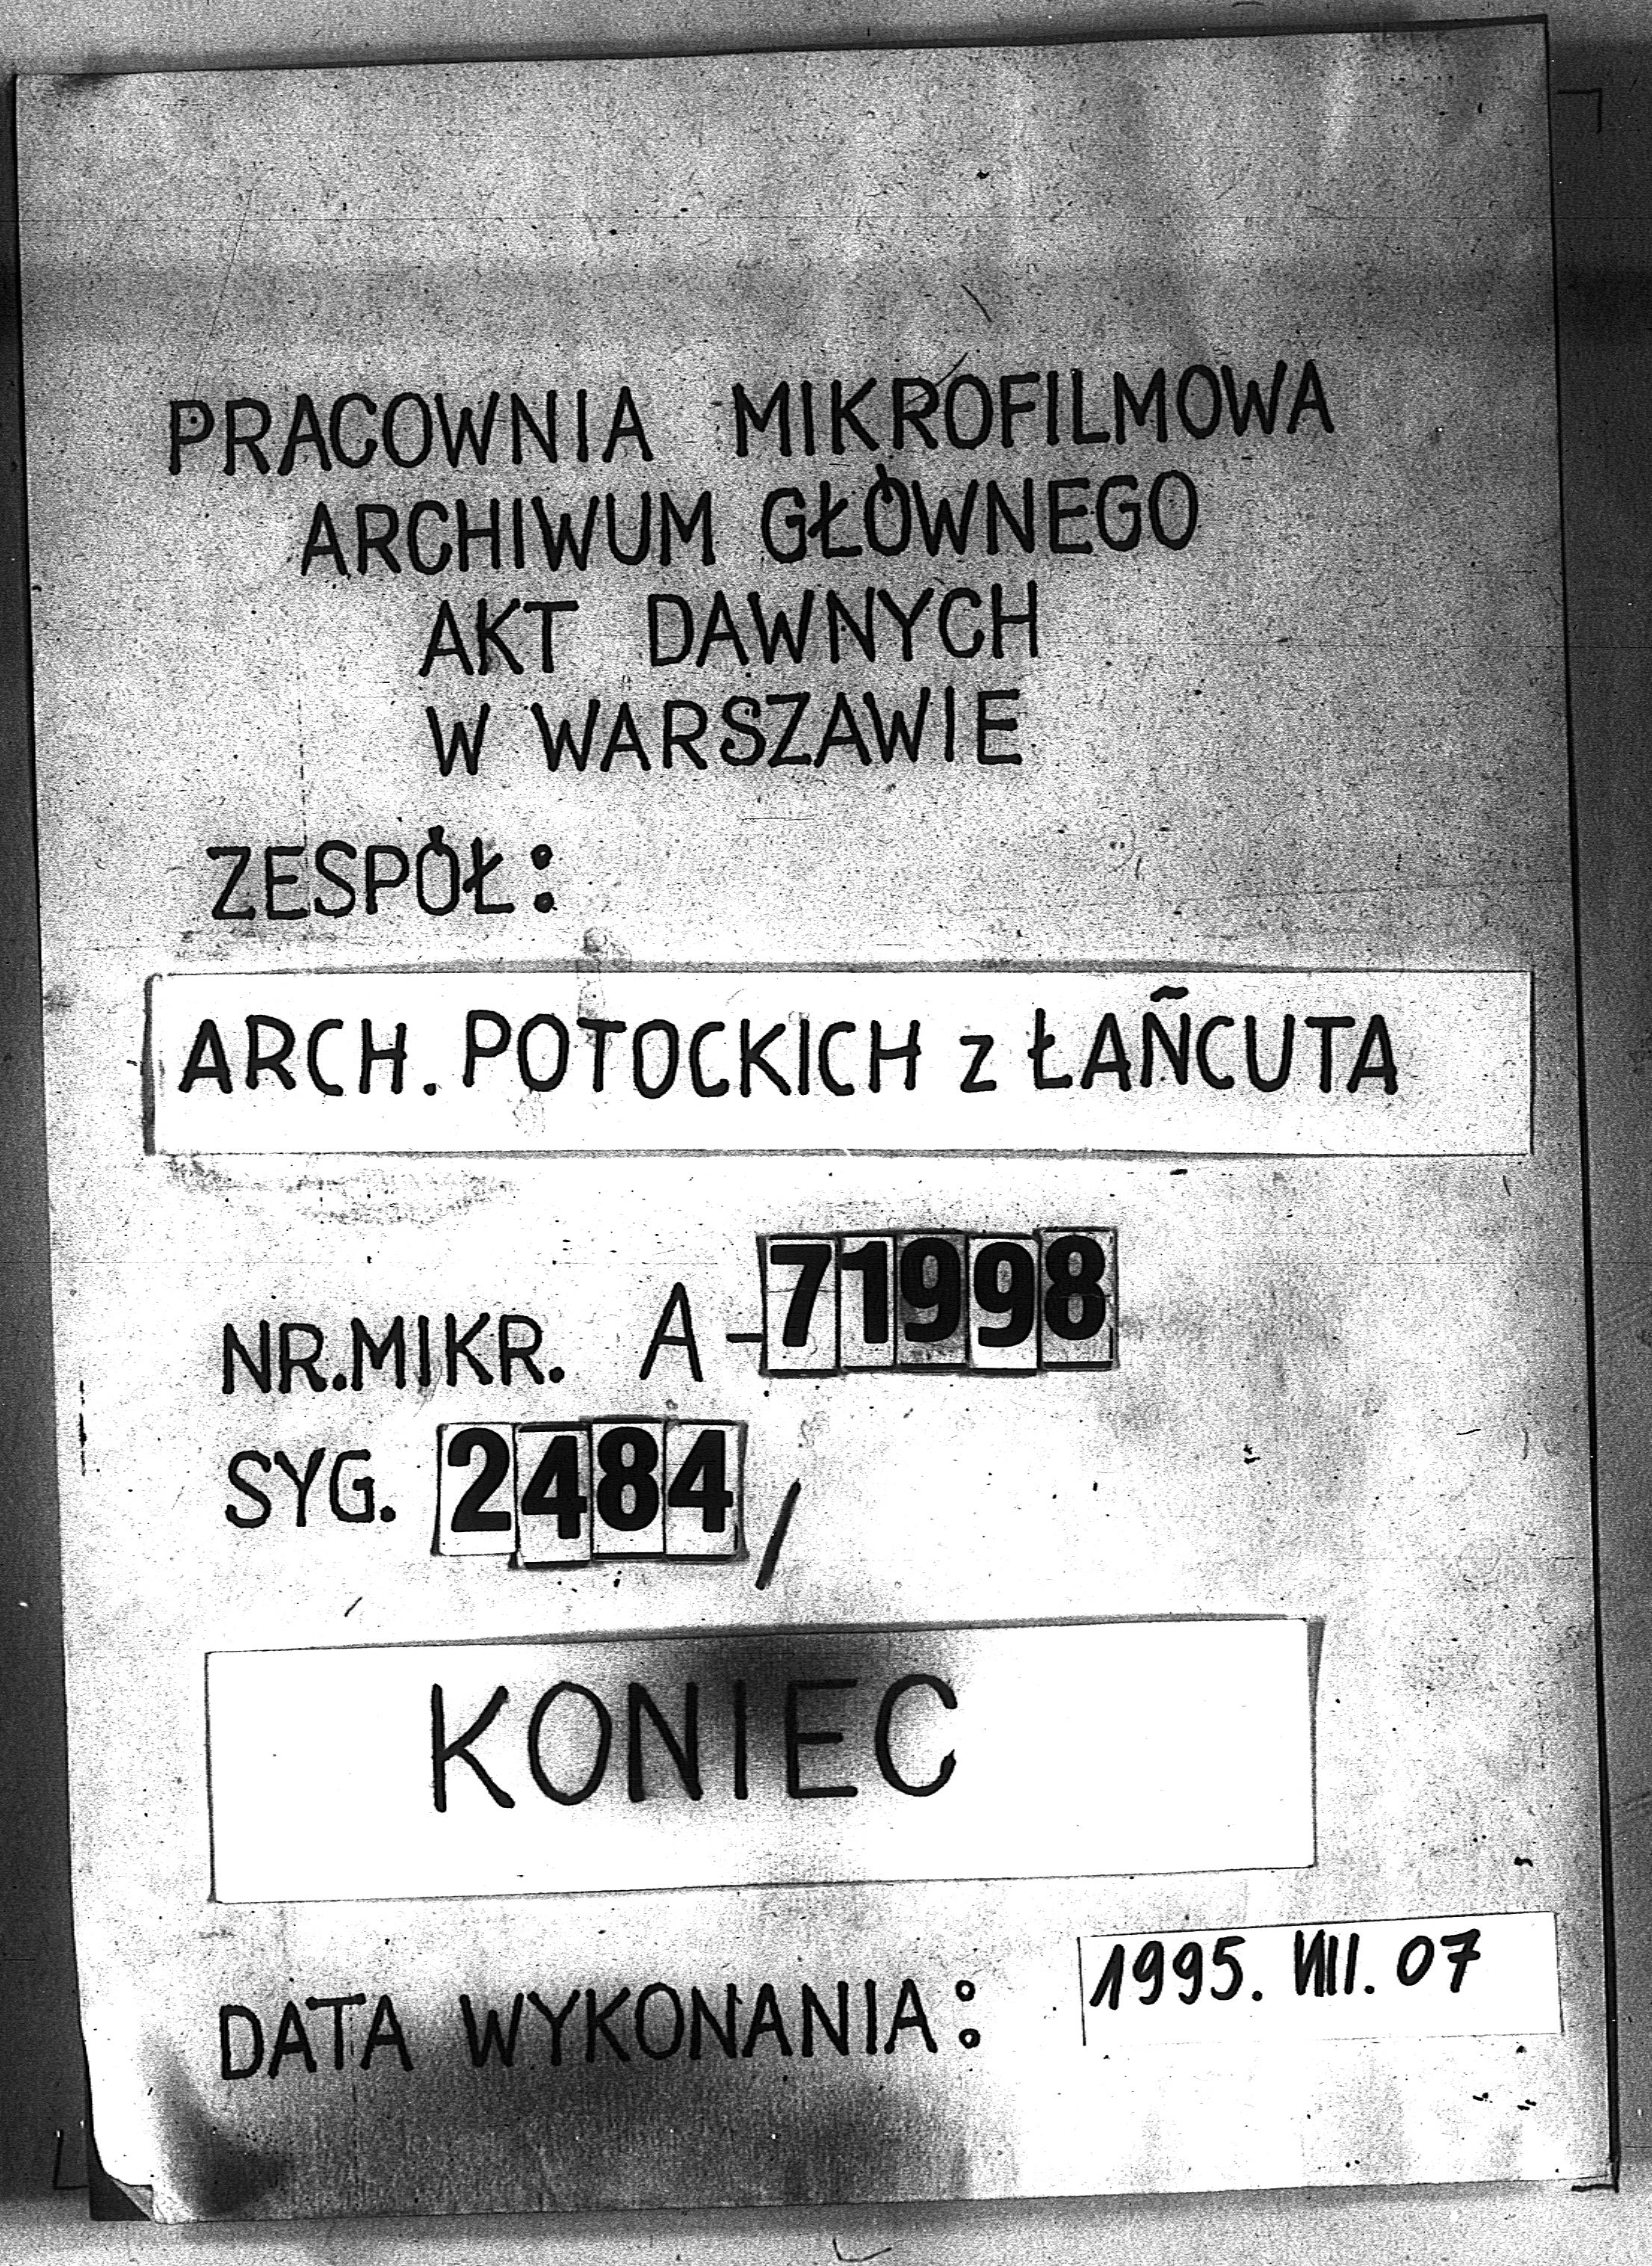 PRACOWNIA MIKROFILMOWA
ARCHIWUM GŁÓWNEGO
AKT DAWNYCH
W WARSZAWIE
ZESPÓŁ:
ARCH. POTOCKICH z ŁAŃCUTA
NR.MIKR. A-71998
SYG. 2484/
KONIEC
DATA WYKONANIA: 1995. VIII. 07